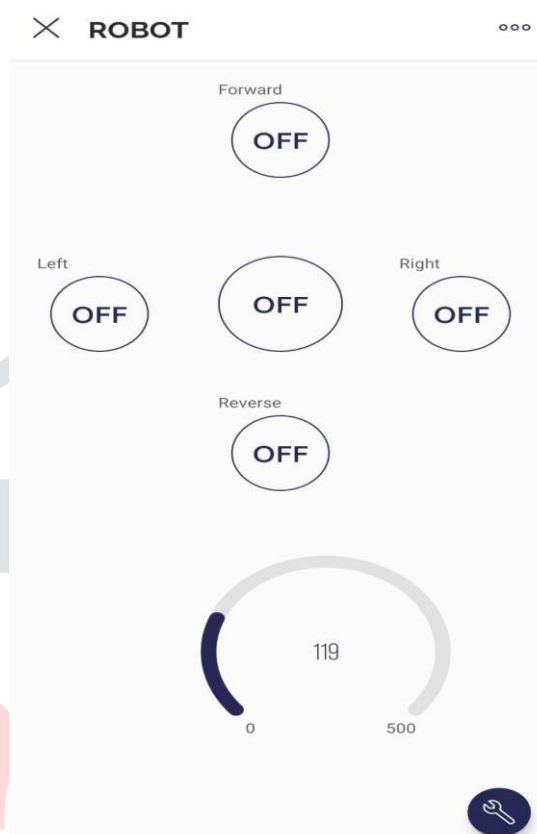 ROBOT
Forward
OFF
Left
OFF
OFF
Right
OFF
Reverse
OFF
119
0
500